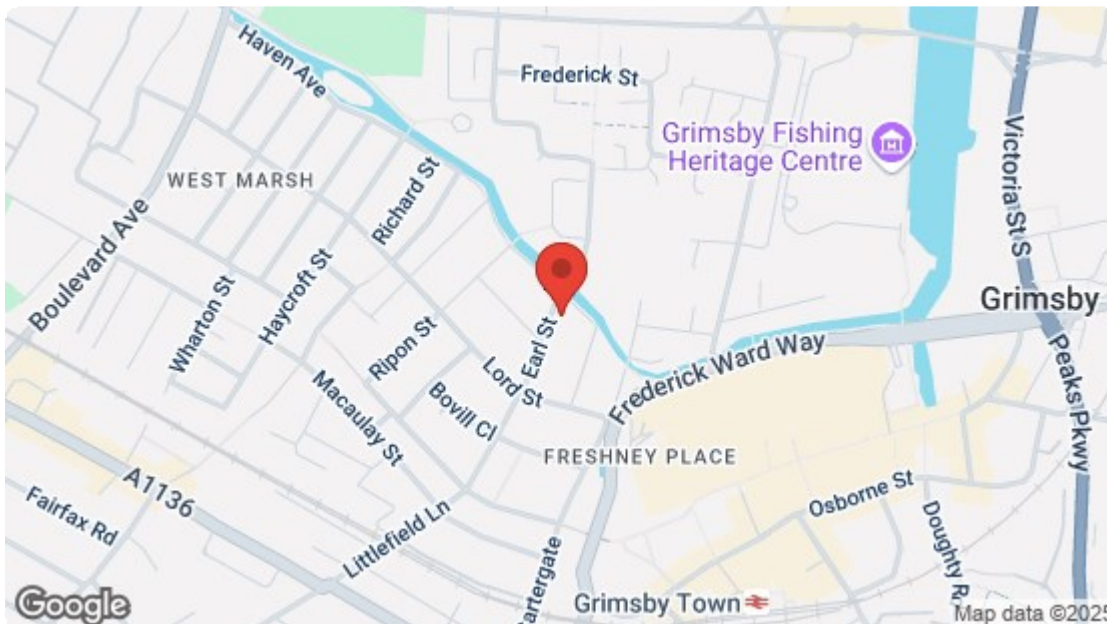 Haven Ave
Frederick St
Grimsby Fishing
Heritage Centre
Victoria St S
WEST MARSH
Richard St
Boulevard Ave
Haycroft St
Wharton St
Grimsby
Earl St
Ripon St
Frederick Ward Way
Peaks Pkwy
Lord St
Bovill Cl
Macaulay St
FRESHNEY PLACE
A1136
Osborne St
Fairfax Rd
Littlefield Ln
Doughty Rd
artergate
Grimsby Town
Google
Map data ©2025